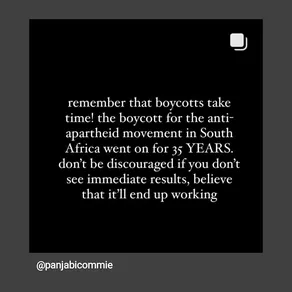 remember that boycotts take
time! the boycott for the anti-
apartheid movement in South
Africa went on for 35 YEARS.
don't be discouraged if you don't
see immediate results, believe
that it'll end up working
@panjabicommie